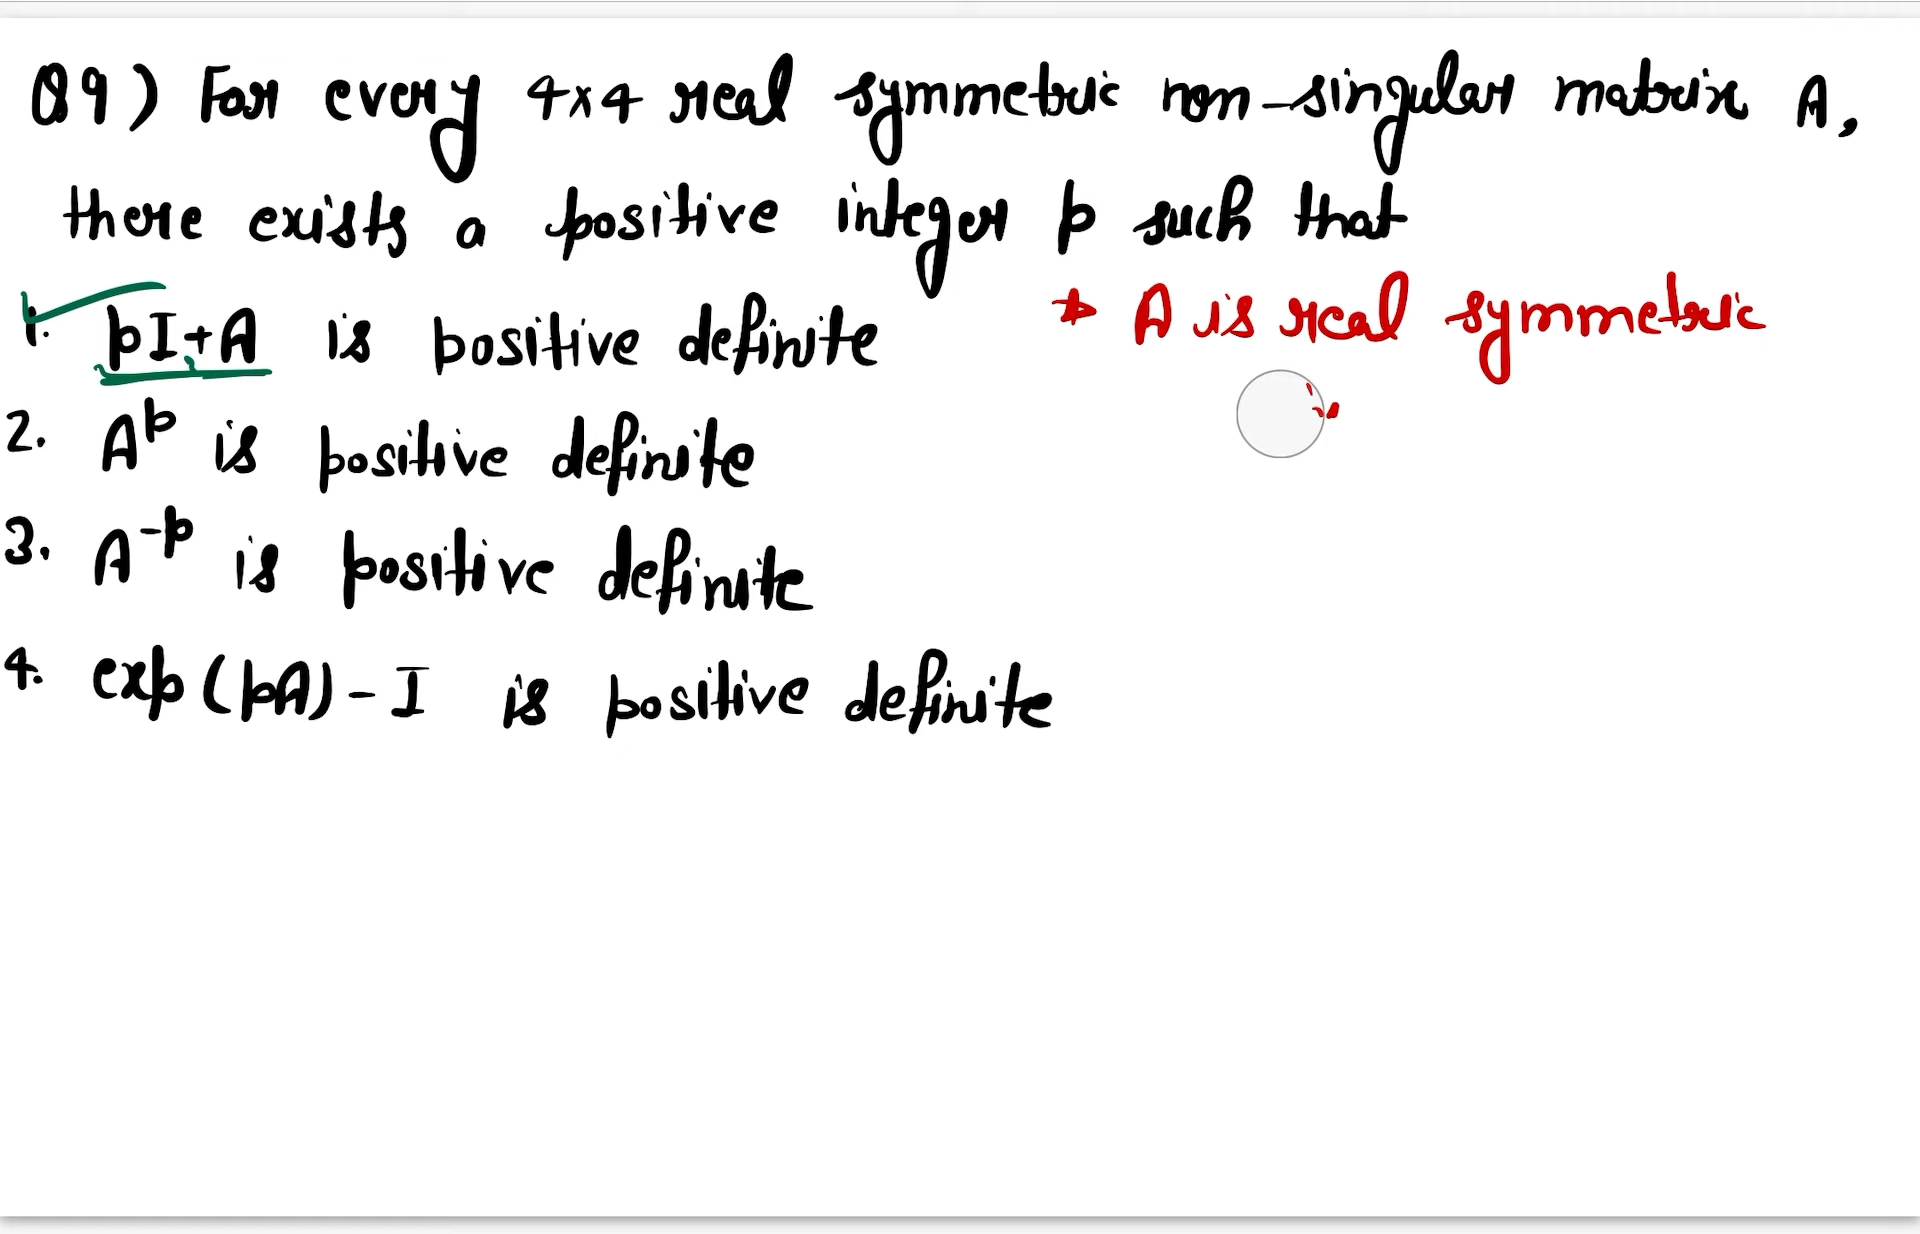 Q9) For every 4x4 real symmetric non-singular matrix A,
there exists a positive integer p such that
1. pI+A is positive definite
* A is real symmetric
2. A^p is positive definite
3. A^-p is positive definite
4. exp(pA)-I is positive definite